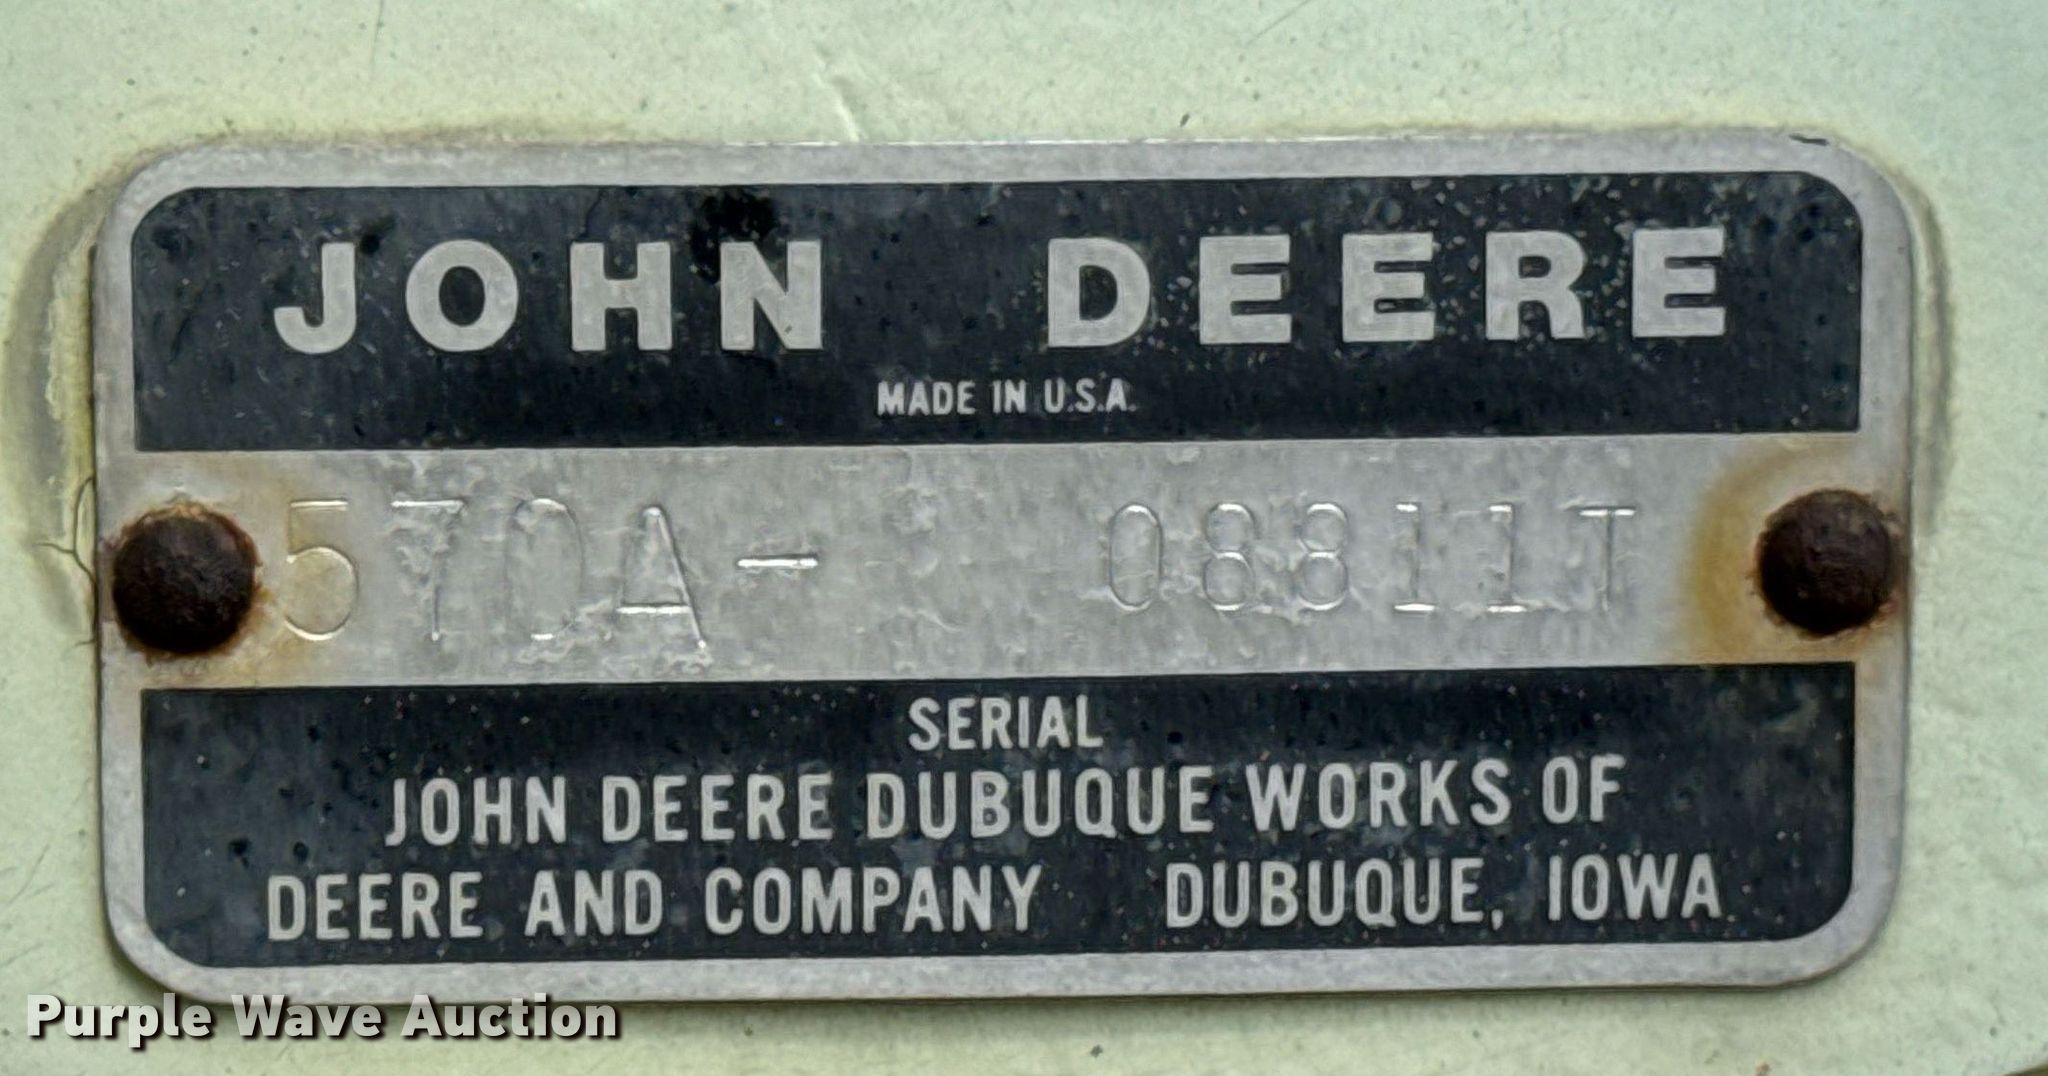 JOHN DEERE
MADE IN U.S.A.
570A- 08811T
SERIAL
JOHN DEERE DUBUQUE WORKS OF
DEERE AND COMPANY DUBUQUE, IOWA
Purple Wave Auction